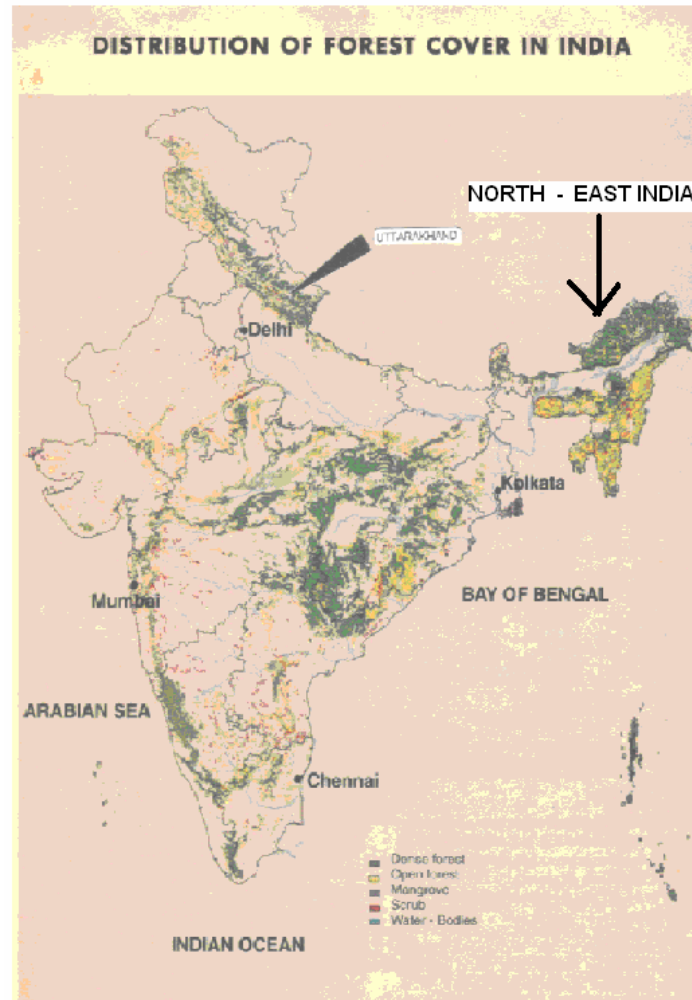 DISTRIBUTION OF FOREST COVER IN INDIA
NORTH - EAST INDIA
UTTARAKHAND
Delhi
Kolkata
Mumbai
BAY OF BENGAL
ARABIAN SEA
Chennai
Dense forest
Open forest
Mangrove
Scrub
Water - Bodies
INDIAN OCEAN